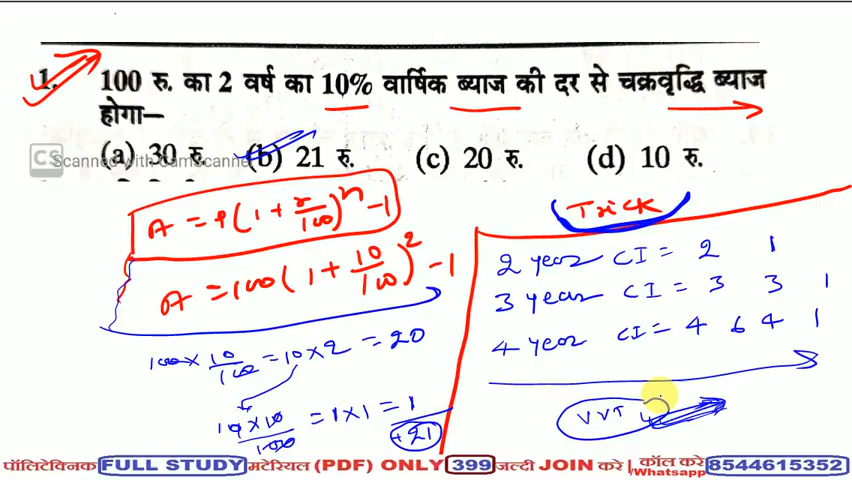 1. 100 रु. का 2 वर्ष का 10% वार्षिक ब्याज की दर से चक्रवृद्धि ब्याज
होगा–
(a) 30 रु. (b) 21 रु. (c) 20 रु. (d) 10 रु.
CS Scanned with CamScanner
A = P(1 + r/100)^n - 1
A = 100(1 + 10/100)^2 - 1
100 × 10/100 = 10 × 2 = 20
10 × 10/100 = 1 × 1 = 1
+21
Trick
2 year CI = 2 1
3 year CI = 3 3 1
4 year CI = 4 6 4 1
VVI
पॉलिटेक्निक FULL STUDY मटेरियल (PDF) ONLY 399 जल्दी JOIN करे कॉल करे /Whatsapp 8544615352